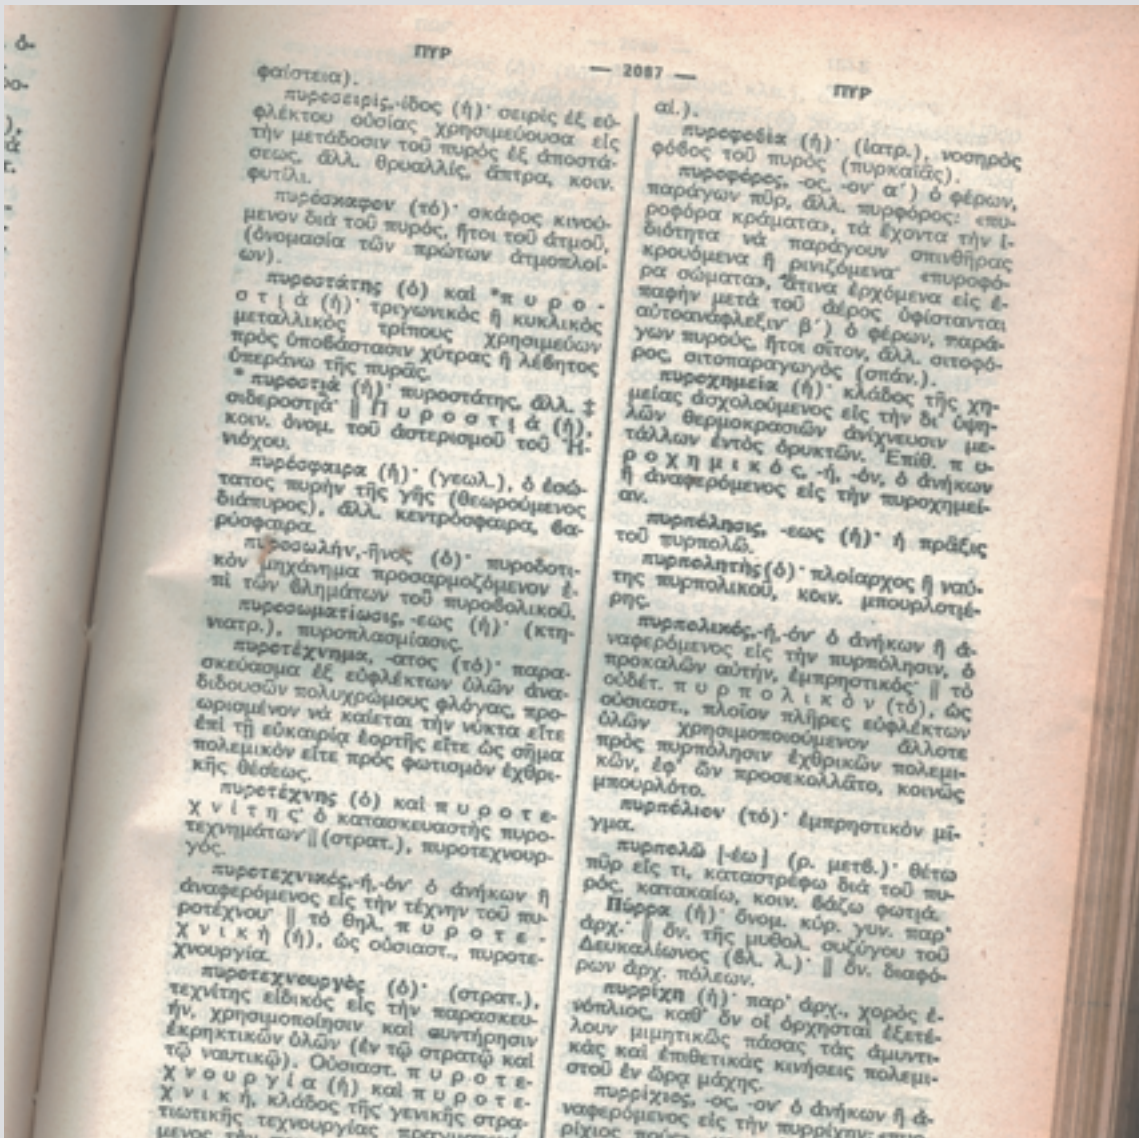 ὁ-
ΠΥΡ
— 2087 —
ΠΥΡ
φαίστεια).
πυροσειρίς,-ίδος (ἡ)· σειρὶς ἐξ εὐ-
φλέκτου οὐσίας χρησιμεύουσα εἰς
τὴν μετάδοσιν τοῦ πυρὸς ἐξ ἀποστά-
σεως, ἄλλ. θρυαλλίς, ἅπτρα, κοιν.
φυτίλι.
πυρόσκαφον (τό)· σκάφος κινού-
μενον διὰ τοῦ πυρός, ἤτοι τοῦ ἀτμοῦ,
(ὀνομασία τῶν πρώτων ἀτμοπλοί-
ων).
πυροστάτης (ὁ) καὶ *π υ ρ ο -
σ τ ι ὰ (ἡ)· τριγωνικὸς ἢ κυκλικὸς
μεταλλικὸς τρίπους χρησιμεύων
πρὸς ὑποβάστασιν χύτρας ἢ λέβητος
ὑπεράνω τῆς πυρᾶς.
* πυροστιὰ (ἡ)· πυροστάτης, ἄλλ. ‡
σιδεροστιά· || Π υ ρ ο σ τ ι ά (ἡ),
κοιν. ὀνομ. τοῦ ἀστερισμοῦ τοῦ Ἡ-
νιόχου.
πυρόσφαιρα (ἡ)· (γεωλ.), ὁ ἐσώ-
τατος πυρὴν τῆς γῆς (θεωρούμενος
διάπυρος), ἄλλ. κεντρόσφαιρα, βα-
ρύσφαιρα.
πυροσωλήν,-ῆνος (ὁ)· πυροδοτι-
κὸν μηχάνημα προσαρμοζόμενον ἐ-
πὶ τῶν βλημάτων τοῦ πυροβολικοῦ.
πυροσωματίωσις, -εως (ἡ)· (κτη-
νιατρ.), πυροπλασμίασις.
πυροτέχνημα, -ατος (τό)· παρα-
σκεύασμα ἐξ εὐφλέκτων ὑλῶν ἀνα-
διδουσῶν πολυχρώμους φλόγας, προ-
ωρισμένον νὰ καίεται τὴν νύκτα εἴτε
ἐπὶ τῇ εὐκαιρίᾳ ἑορτῆς εἴτε ὡς σῆμα
πολεμικὸν εἴτε πρὸς φωτισμὸν ἐχθρι-
κῆς θέσεως.
πυροτέχνης (ὁ) καὶ π υ ρ ο τ ε -
χ ν ί τ η ς· ὁ κατασκευαστὴς πυρο-
τεχνημάτων· || (στρατ.), πυροτεχνουρ-
γός.
πυροτεχνικός,-ή,-όν· ὁ ἀνήκων ἢ
ἀναφερόμενος εἰς τὴν τέχνην τοῦ πυ-
ροτέχνου· || τὸ θηλ. π υ ρ ο τ ε -
χ ν ι κ ὴ (ἡ), ὡς οὐσιαστ., πυροτε-
χνουργία.
πυροτεχνουργὸς (ὁ)· (στρατ.),
τεχνίτης εἰδικὸς εἰς τὴν παρασκευ-
ήν, χρησιμοποίησιν καὶ συντήρησιν
ἐκρηκτικῶν ὑλῶν (ἐν τῷ στρατῷ καὶ
τῷ ναυτικῷ). Οὐσιαστ. π υ ρ ο τ ε -
χ ν ο υ ρ γ ί α (ἡ) καὶ π υ ρ ο τ ε -
χ ν ι κ ή, κλάδος τῆς γενικῆς στρα-
τιωτικῆς τεχνουργίας
μενος τὴν
αἱ.).
πυροφοβία (ἡ)· (ἰατρ.), νοσηρὸς
φόβος τοῦ πυρὸς (πυρκαϊᾶς).
πυροφόρος, -ος, -ον· α΄) ὁ φέρων,
παράγων πῦρ, ἄλλ. πυρφόρος: «πυ-
ροφόρα κράματα», τὰ ἔχοντα τὴν ἰ-
διότητα νὰ παράγουν σπινθῆρας
κρουόμενα ἢ ρινιζόμενα· «πυροφό-
ρα σώματα», ἅτινα ἐρχόμενα εἰς ἐ-
παφὴν μετὰ τοῦ ἀέρος ὑφίστανται
αὐτοανάφλεξιν· β΄) ὁ φέρων, παρά-
γων πυρούς, ἤτοι σῖτον, ἄλλ. σιτοφό-
ρος, σιτοπαραγωγὸς (σπάν.).
πυροχημεία (ἡ)· κλάδος τῆς χη-
μείας ἀσχολούμενος εἰς τὴν δι' ὑψη-
λῶν θερμοκρασιῶν ἀνίχνευσιν με-
τάλλων ἐντὸς ὀρυκτῶν. Ἐπίθ. π υ-
ρ ο χ η μ ι κ ό ς, -ή, -όν, ὁ ἀνήκων
ἢ ἀναφερόμενος εἰς τὴν πυροχημεί-
αν.
πυρπόλησις, -εως (ἡ)· ἡ πρᾶξις
τοῦ πυρπολῶ.
πυρπολητὴς (ὁ)· πλοίαρχος ἢ ναύ-
της πυρπολικοῦ, κοιν. μπουρλοτιέ-
ρης.
πυρπολικός,-ή,-όν· ὁ ἀνήκων ἢ ἀ-
ναφερόμενος εἰς τὴν πυρπόλησιν, ὁ
προκαλῶν αὐτήν, ἐμπρηστικός· || τὸ
οὐδέτ. π υ ρ π ο λ ι κ ὸ ν (τό), ὡς
οὐσιαστ., πλοῖον πλῆρες εὐφλέκτων
ὑλῶν χρησιμοποιούμενον ἄλλοτε
πρὸς πυρπόλησιν ἐχθρικῶν πολεμι-
κῶν, ἐφ' ὧν προσεκολλᾶτο, κοινῶς
μπουρλότο.
πυρπόλιον (τό)· ἐμπρηστικὸν μῖ-
γμα.
πυρπολῶ [-έω] (ρ. μετβ.)· θέτω
πῦρ εἴς τι, καταστρέφω διὰ τοῦ πυ-
ρός, κατακαίω, κοιν. βάζω φωτιά.
Πύρρα (ἡ)· ὄνομ. κύρ. γυν. παρ'
ἀρχ.· || ὄν. τῆς μυθολ. συζύγου τοῦ
Δευκαλίωνος (βλ. λ.)· || ὄν. διαφό-
ρων ἀρχ. πόλεων.
πυρρίχη (ἡ)· παρ' ἀρχ., χορὸς ἐ-
νόπλιος, καθ' ὃν οἱ ὀρχησταὶ ἐξετέ-
λουν μιμητικῶς πάσας τὰς ἀμυντι-
κὰς καὶ ἐπιθετικὰς κινήσεις πολεμι-
στοῦ ἐν ὥρᾳ μάχης.
πυρρίχιος, -ος, -ον· ὁ ἀνήκων ἢ ἀ-
ναφερόμενος εἰς τὴν πυρρίχην·
ρίχιος